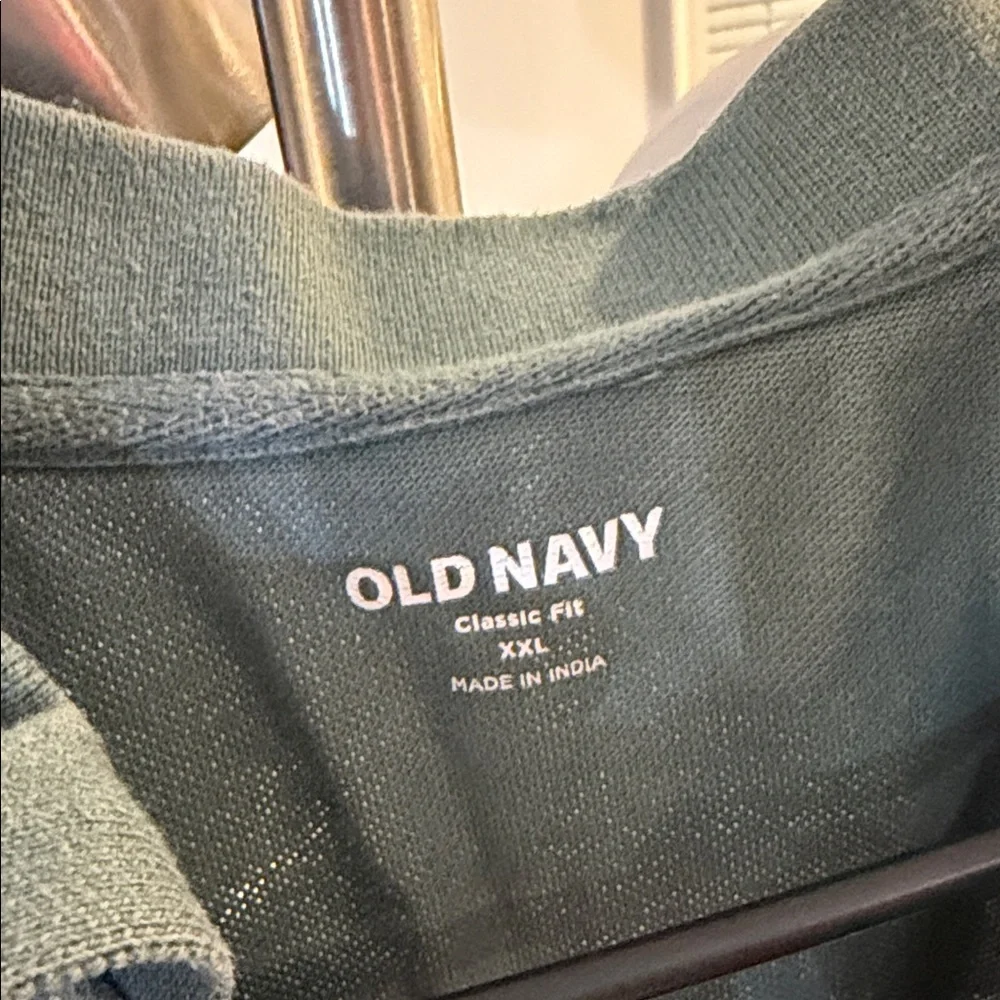 OLD NAVY
Classic Fit
XXL
MADE IN INDIA